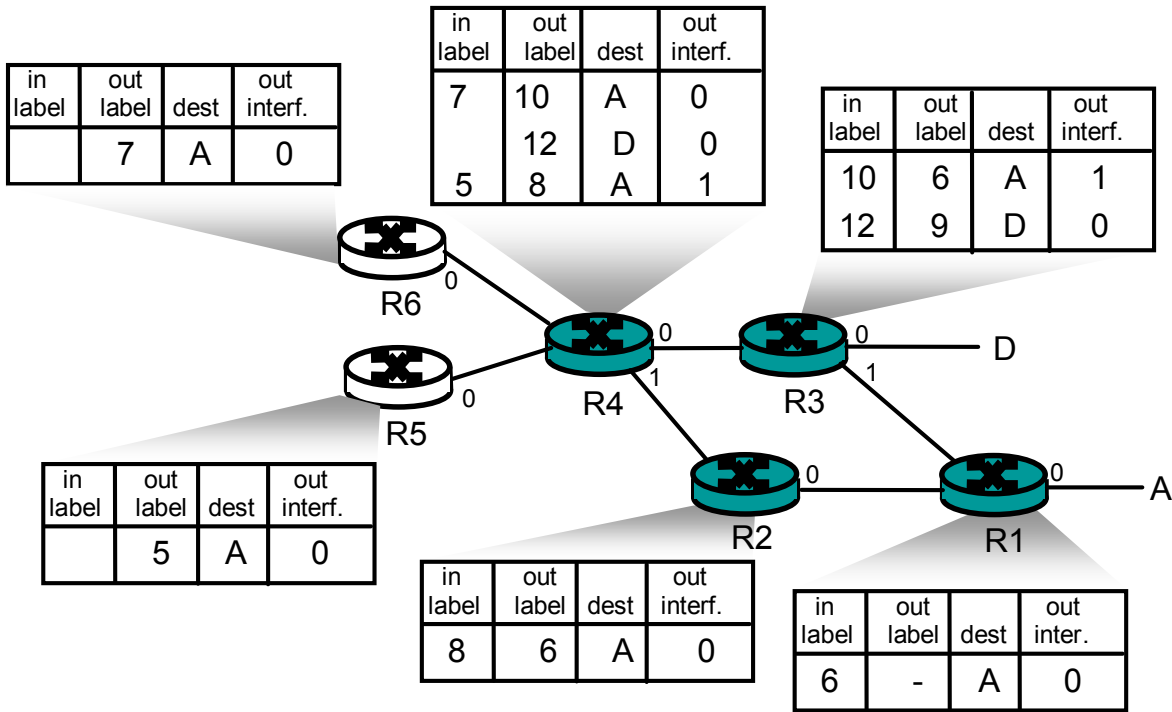 in out dest out
label label interf.
7 10 A 0
12 D 0
5 8 A 1
in out dest out
label label interf.
7 A 0
in out dest out
label label interf.
10 6 A 1
12 9 D 0
0
R6
0 0
D
1 1
R4 R3
0
R5
0 0
A
R2 R1
in out dest out
label label interf.
5 A 0
in out dest out
label label interf.
8 6 A 0
in out dest out
label label inter.
6 - A 0